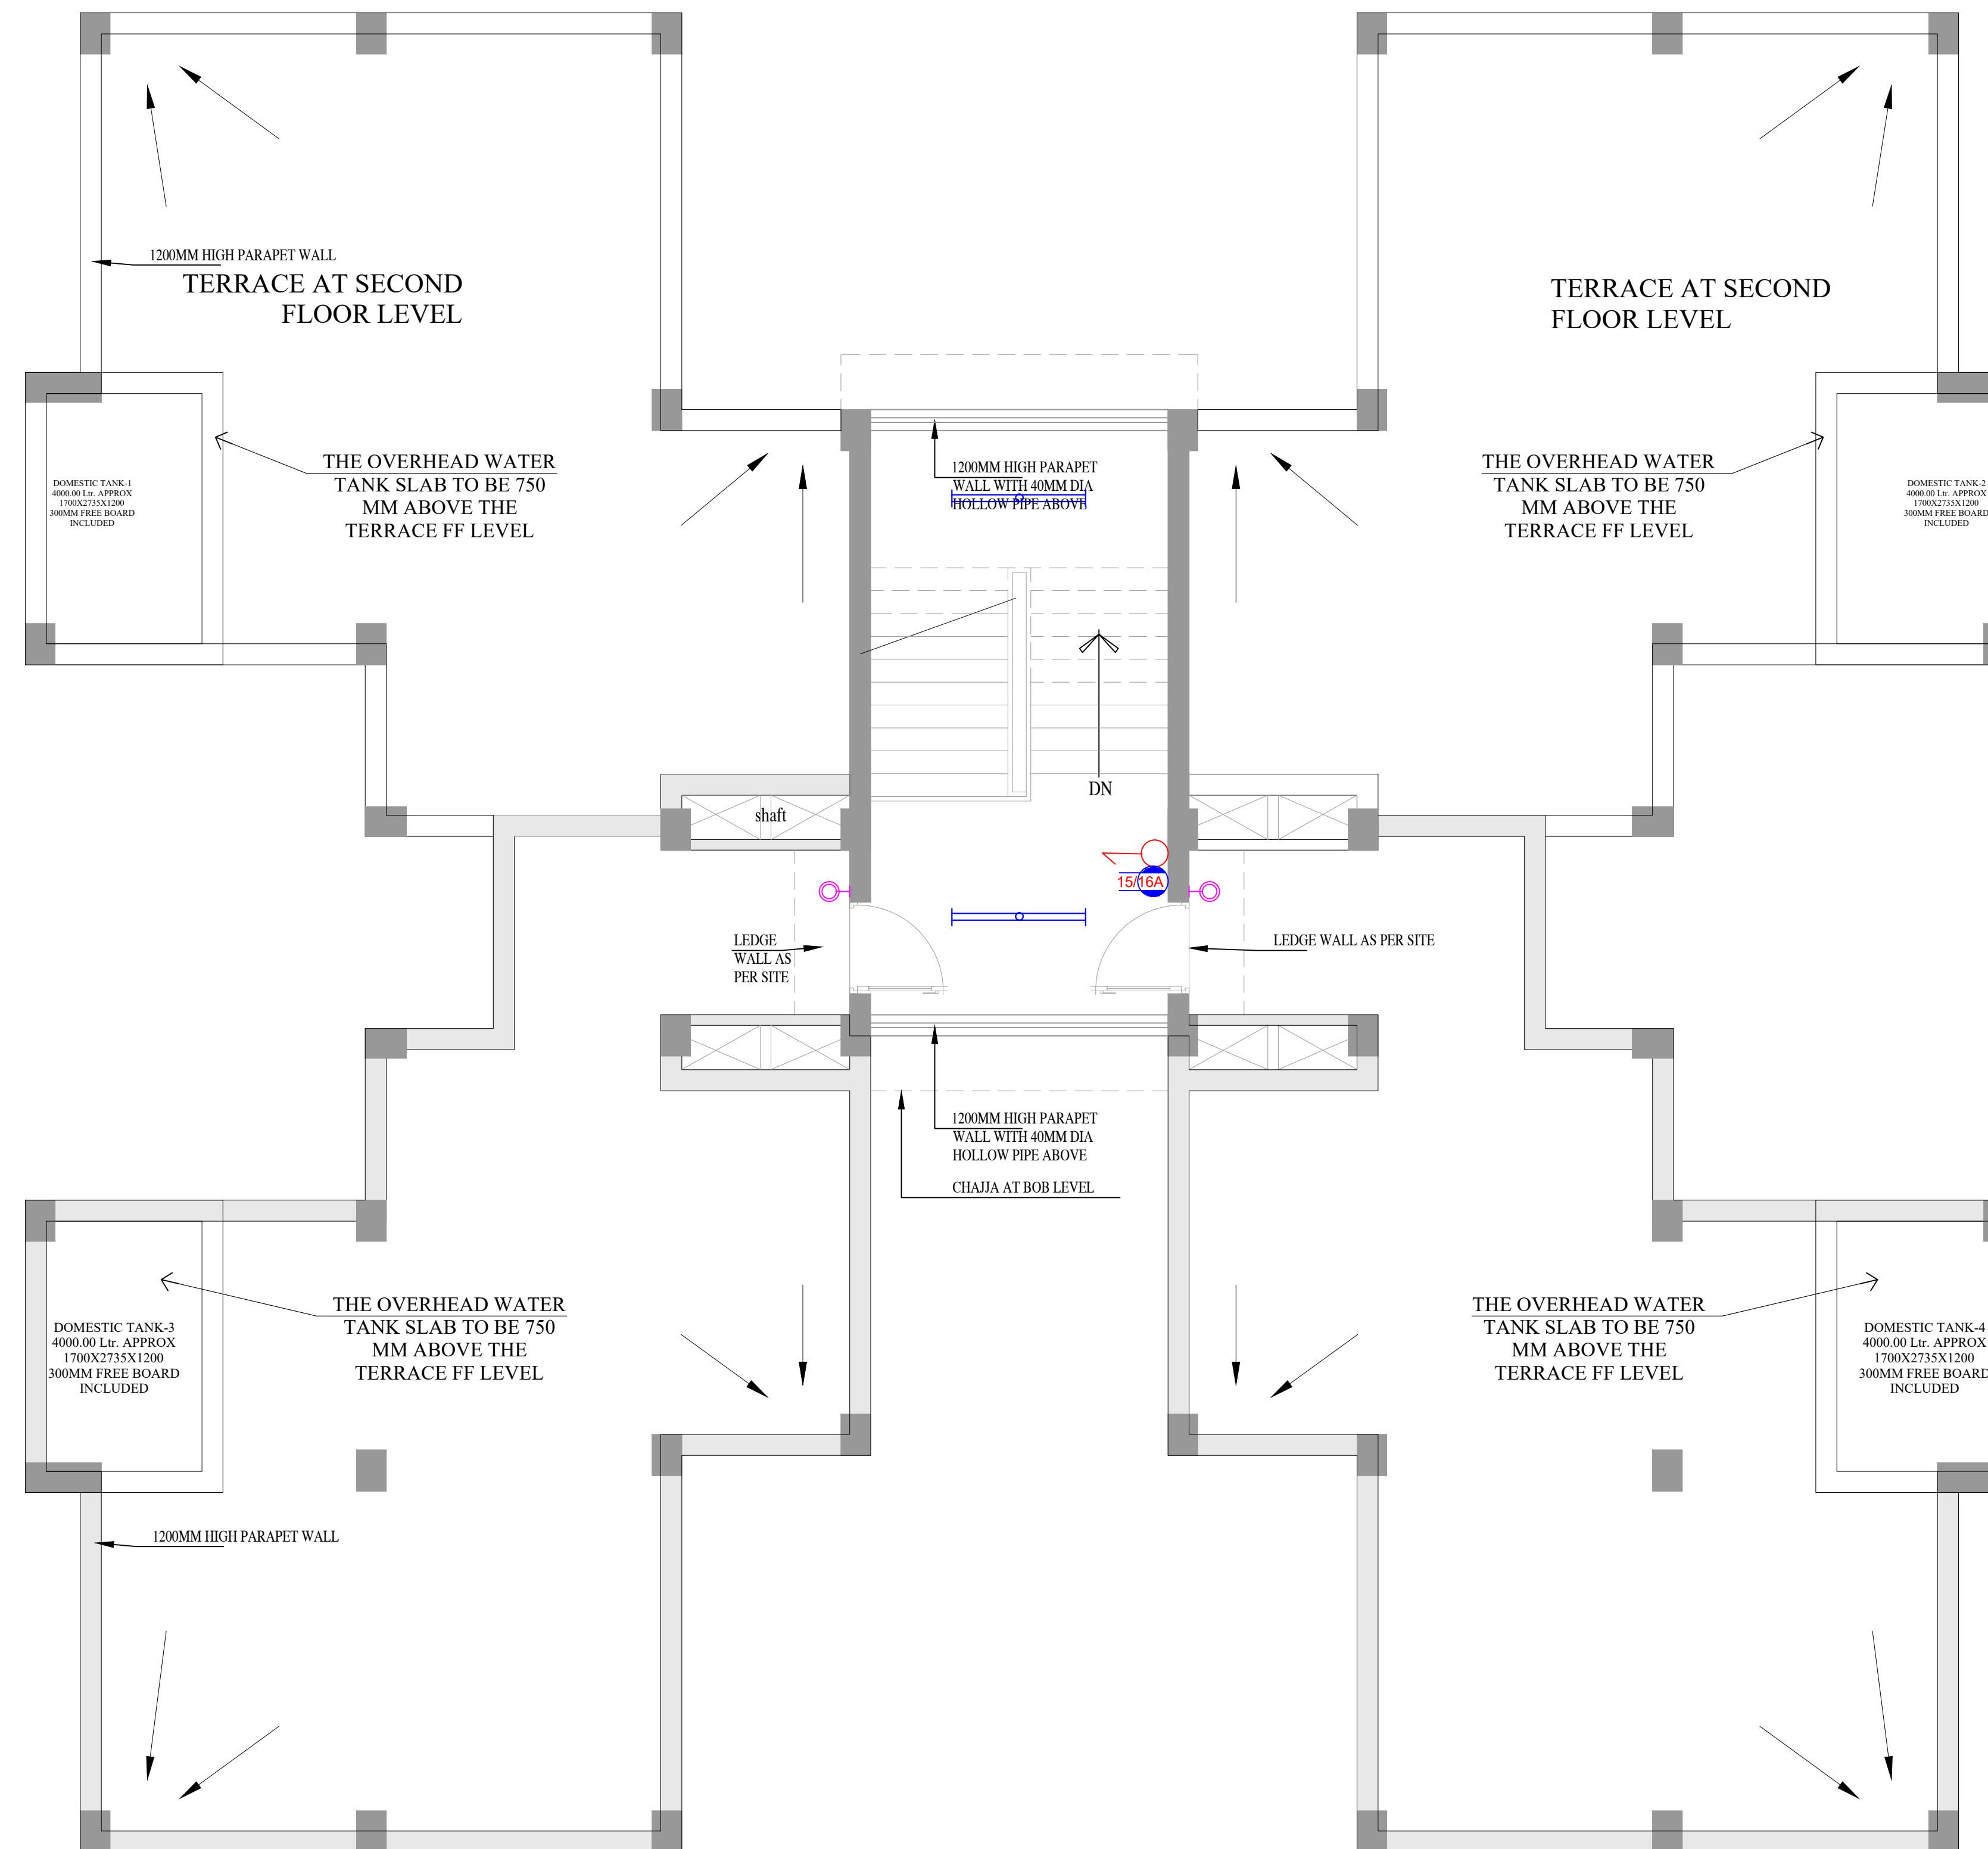 1200MM HIGH PARAPET WALL
TERRACE AT SECOND
FLOOR LEVEL
TERRACE AT SECOND
FLOOR LEVEL
THE OVERHEAD WATER
TANK SLAB TO BE 750
MM ABOVE THE
TERRACE FF LEVEL
1200MM HIGH PARAPET
WALL WITH 40MM DIA
HOLLOW PIPE ABOVE
THE OVERHEAD WATER
TANK SLAB TO BE 750
MM ABOVE THE
TERRACE FF LEVEL
DOMESTIC TANK-1
4000.00 Ltr. APPROX
1700X2735X1200
300MM FREE BOARD
INCLUDED
DOMESTIC TANK-2
4000.00 Ltr. APPROX
1700X2735X1200
300MM FREE BOARD
INCLUDED
DN
shaft
15/16A
LEDGE
WALL AS
PER SITE
LEDGE WALL AS PER SITE
1200MM HIGH PARAPET
WALL WITH 40MM DIA
HOLLOW PIPE ABOVE
CHAJJA AT BOB LEVEL
THE OVERHEAD WATER
TANK SLAB TO BE 750
MM ABOVE THE
TERRACE FF LEVEL
THE OVERHEAD WATER
TANK SLAB TO BE 750
MM ABOVE THE
TERRACE FF LEVEL
DOMESTIC TANK-3
4000.00 Ltr. APPROX
1700X2735X1200
300MM FREE BOARD
INCLUDED
DOMESTIC TANK-4
4000.00 Ltr. APPROX
1700X2735X1200
300MM FREE BOARD
INCLUDED
1200MM HIGH PARAPET WALL